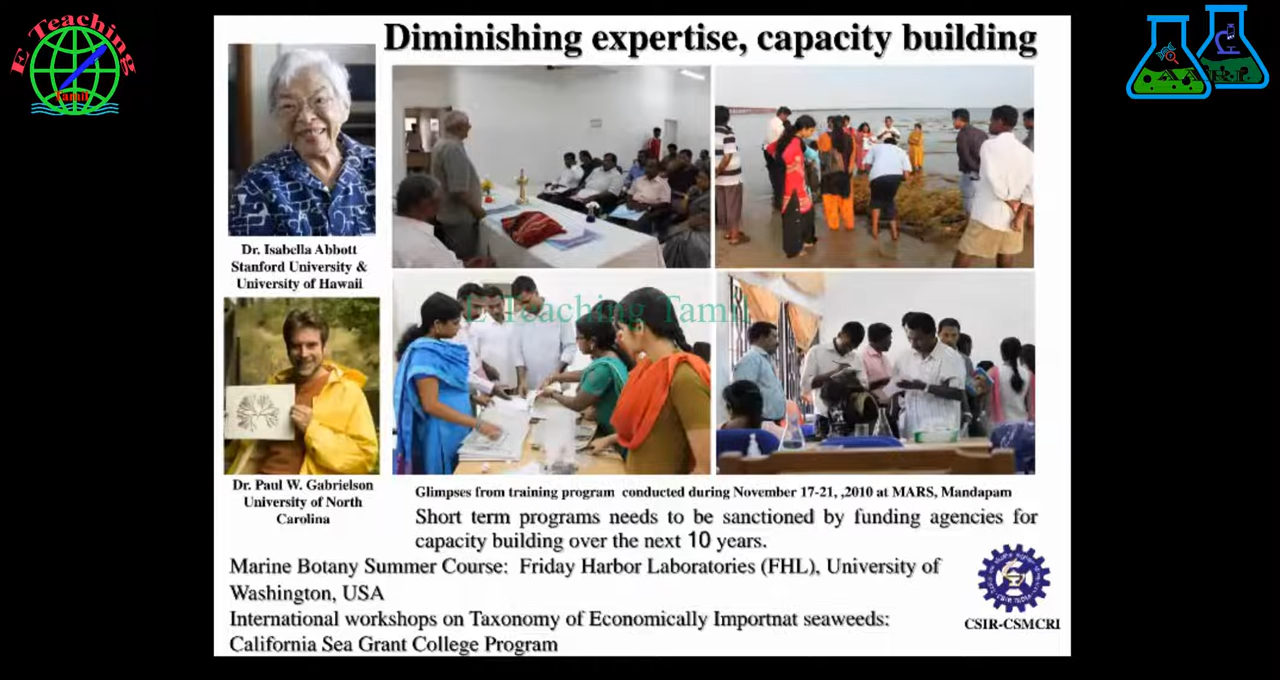 E Teaching
Tamil
Diminishing expertise, capacity building
Dr. Isabella Abbott
Stanford University &
University of Hawaii
E Teaching Tamil
Dr. Paul W. Gabrielson
University of North
Carolina
Glimpses from training program conducted during November 17-21, ,2010 at MARS, Mandapam
Short term programs needs to be sanctioned by funding agencies for
capacity building over the next 10 years.
Marine Botany Summer Course: Friday Harbor Laboratories (FHL), University of
Washington, USA
International workshops on Taxonomy of Economically Importnat seaweeds:
California Sea Grant College Program
CSIR-CSMCRI